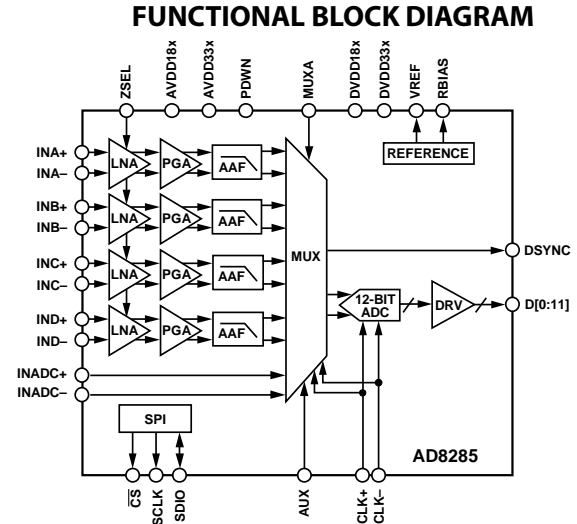 FUNCTIONAL BLOCK DIAGRAM
ZSEL
AVDD18x
AVDD33x
PDWN
MUXA
DVDD18x
DVDD33x
VREF
RBIAS
REFERENCE
INA+
INA–
LNA
PGA
AAF
INB+
INB–
LNA
PGA
AAF
INC+
INC–
LNA
PGA
AAF
IND+
IND–
LNA
PGA
AAF
MUX
DSYNC
12-BIT
ADC
DRV
D[0:11]
INADC+
INADC–
SPI
AD8285
CS
SCLK
SDIO
AUX
CLK+
CLK–